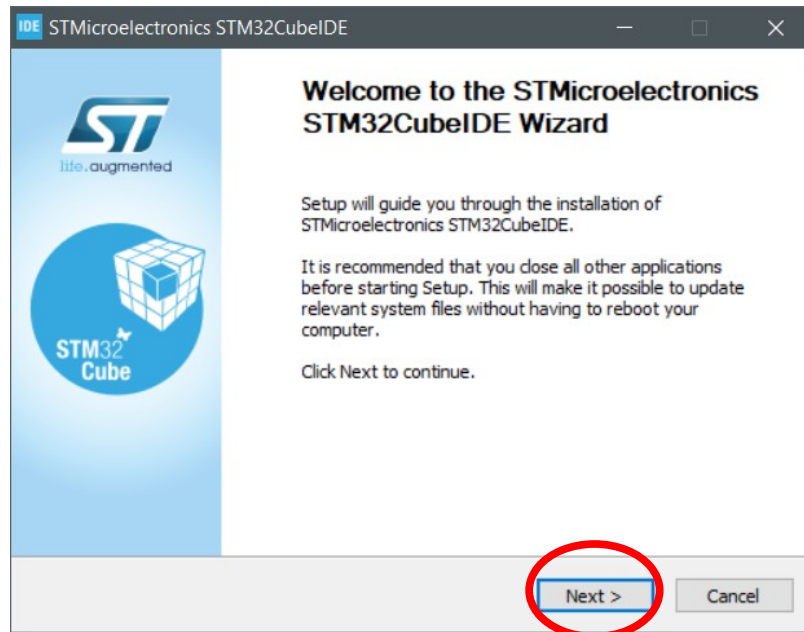 IDE STMicroelectronics STM32CubeIDE
Welcome to the STMicroelectronics
STM32CubeIDE Wizard
ST
life.augmented
Setup will guide you through the installation of
STMicroelectronics STM32CubeIDE.
It is recommended that you close all other applications
before starting Setup. This will make it possible to update
relevant system files without having to reboot your
computer.
Click Next to continue.
STM32
Cube
Next >
Cancel